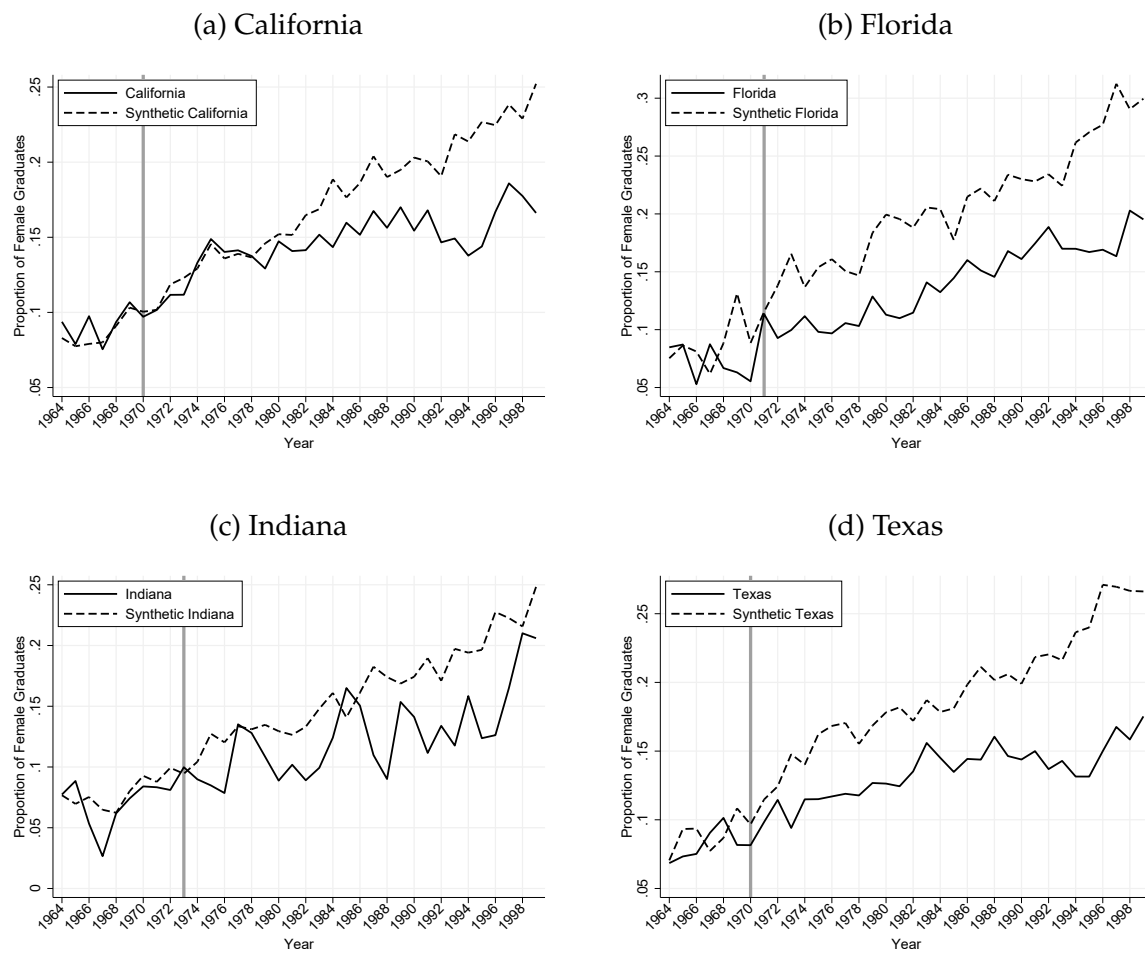 (a) California
California
Synthetic California
Proportion of Female Graduates
.25
.2
.15
.1
.05
1964 1966 1968 1970 1972 1974 1976 1978 1980 1982 1984 1986 1988 1990 1992 1994 1996 1998
Year
(b) Florida
Florida
Synthetic Florida
Proportion of Female Graduates
.3
.25
.2
.15
.1
.05
1964 1966 1968 1970 1972 1974 1976 1978 1980 1982 1984 1986 1988 1990 1992 1994 1996 1998
Year
(c) Indiana
Indiana
Synthetic Indiana
Proportion of Female Graduates
.25
.2
.15
.1
.05
0
1964 1966 1968 1970 1972 1974 1976 1978 1980 1982 1984 1986 1988 1990 1992 1994 1996 1998
Year
(d) Texas
Texas
Synthetic Texas
Proportion of Female Graduates
.25
.2
.15
.1
.05
1964 1966 1968 1970 1972 1974 1976 1978 1980 1982 1984 1986 1988 1990 1992 1994 1996 1998
Year